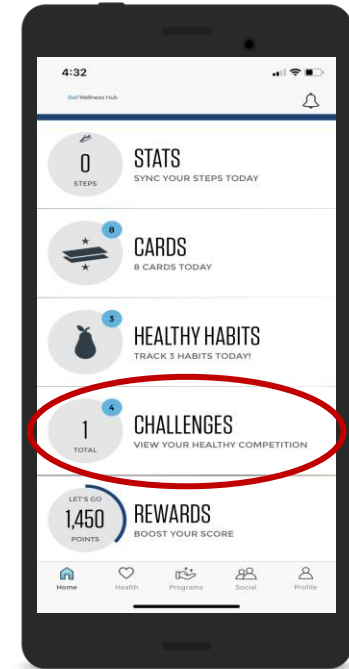 4:32
Dell Wellness Hub
0
STEPS
STATS
SYNC YOUR STEPS TODAY
8
CARDS
8 CARDS TODAY
3
HEALTHY HABITS
TRACK 3 HABITS TODAY!
4
1
TOTAL
CHALLENGES
VIEW YOUR HEALTHY COMPETITION
LET'S GO
1,450
POINTS
REWARDS
BOOST YOUR SCORE
Home Health Programs Social Profile